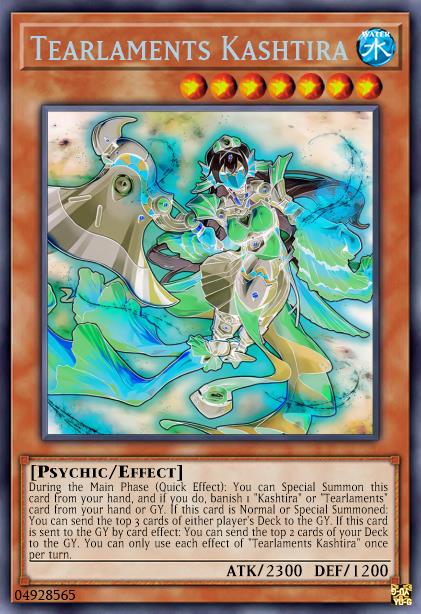 TEARLAMENTS KASHTIRA
WATER
水
[PSYCHIC/EFFECT]
During the Main Phase (Quick Effect): You can Special Summon this
card from your hand, and if you do, banish 1 "Kashtira" or "Tearlaments"
card from your hand or GY. If this card is Normal or Special Summoned:
You can send the top 3 cards of either player's Deck to the GY. If this card
is sent to the GY by card effect: You can send the top 2 cards of your Deck
to the GY. You can only use each effect of "Tearlaments Kashtira" once
per turn.
ATK/2300 DEF/1200
04928565